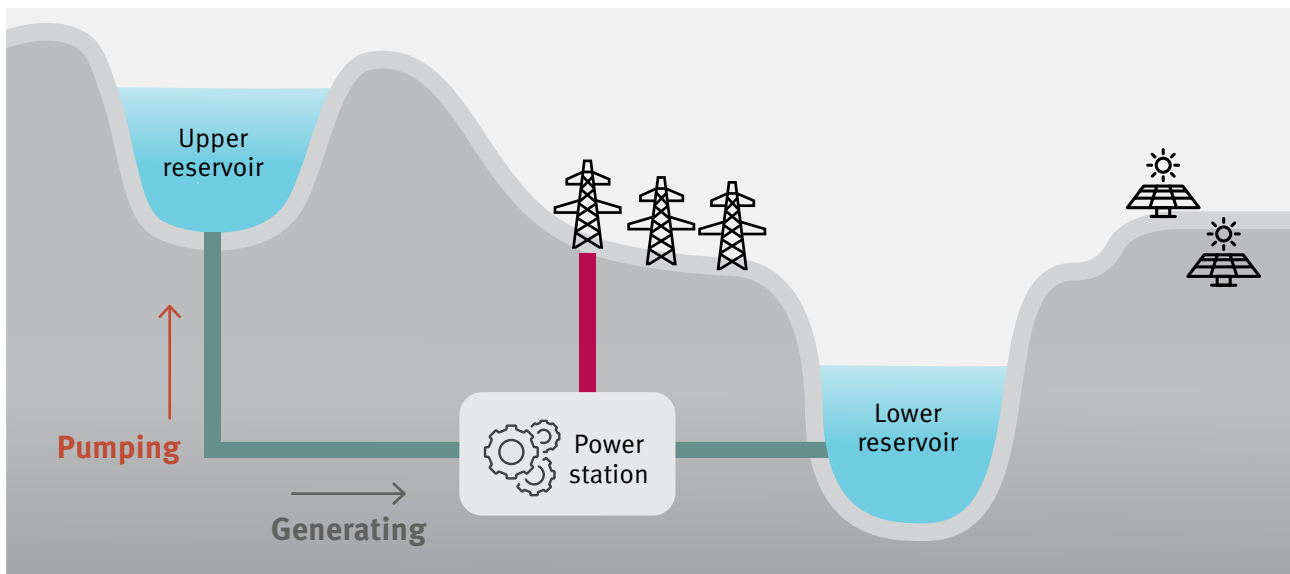 Upper
reservoir
Pumping
Generating
Power
station
Lower
reservoir